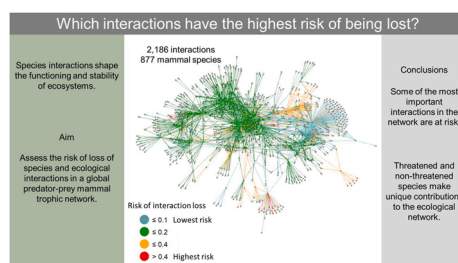 Which interactions have the highest risk of being lost?
Species interactions shape
the functioning and stability
of ecosystems.
Aim
Assess the risk of loss of
species and ecological
interactions in a global
predator-prey mammal
trophic network.
2,186 interactions
877 mammal species
Risk of interaction loss
≤ 0.1 Lowest risk
≤ 0.2
≤ 0.4
> 0.4 Highest risk
Conclusions
Some of the most
important
interactions in the
network are at risk
Threatened and
non-threatened
species make
unique contribution
to the ecological
network.